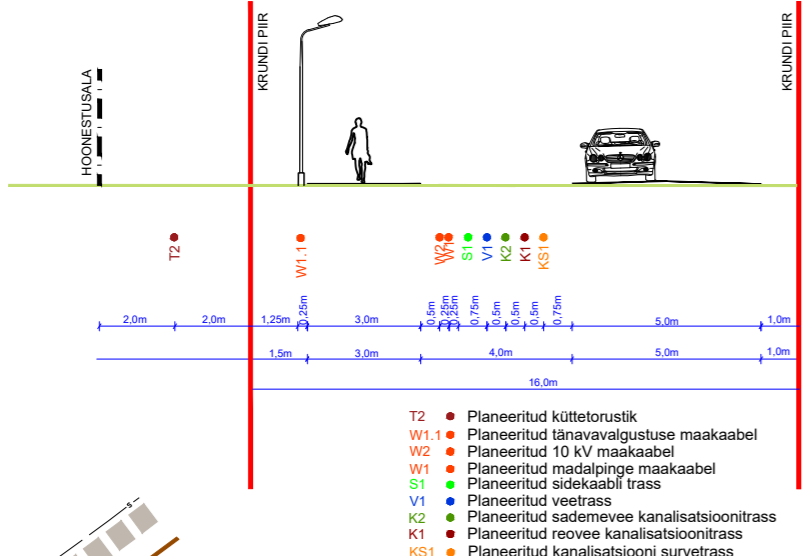 KRUNDI PIIR
KRUNDI PIIR
HOONESTUSALA
T2
W1.1
W2
W1
S1
V1
K2
K1
KS1
2,0m
2,0m
1,25m
0,25m
3,0m
0,5m
0,25m
0,25m
0,75m
0,5m
0,5m
0,5m
0,75m
5,0m
1,0m
1,5m
3,0m
4,0m
5,0m
1,0m
16,0m
T2 Planeeritud küttetorustik
W1.1 Planeeritud tänavavalgustuse maakaabel
W2 Planeeritud 10 kV maakaabel
W1 Planeeritud madalpinge maakaabel
S1 Planeeritud sidekaabli trass
V1 Planeeritud veetrass
K2 Planeeritud sademevee kanalisatsioonitrass
K1 Planeeritud reovee kanalisatsioonitrass
KS1 Planeeritud kanalisatsiooni survetrass
S